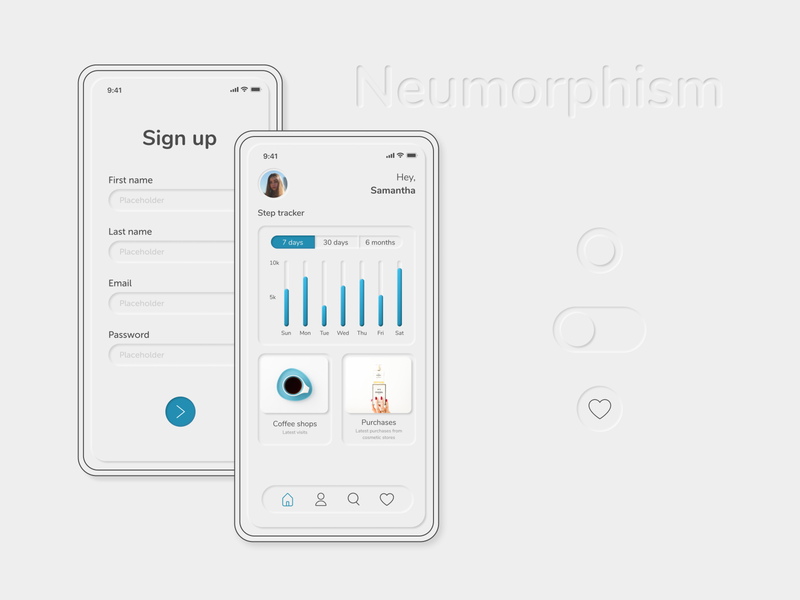 Neumorphism
9:41
Sign up
First name
Placeholder
Last name
Placeholder
Email
Placeholder
Password
Placeholder
9:41
Hey,
Samantha
Step tracker
7 days 30 days 6 months
10k
5k
Sun Mon Tue Wed Thu Fri Sat
Coffee shops
Latest visits
Purchases
Latest purchases from
cosmetic stores